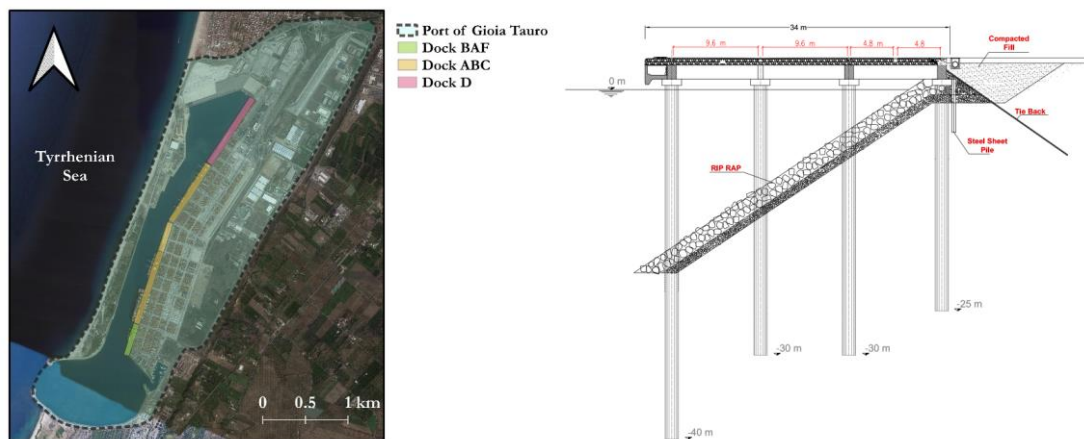 Port of Gioia Tauro
Dock BAF
Dock ABC
Dock D
Tyrrhenian
Sea
0 0.5 1 km
34 m
9.6 m 9.6 m 4.8 m 4.8
Compacted
Fill
0 m
Tie Back
Steel Sheet
Pile
RIP RAP
-25 m
-30 m -30 m
-40 m